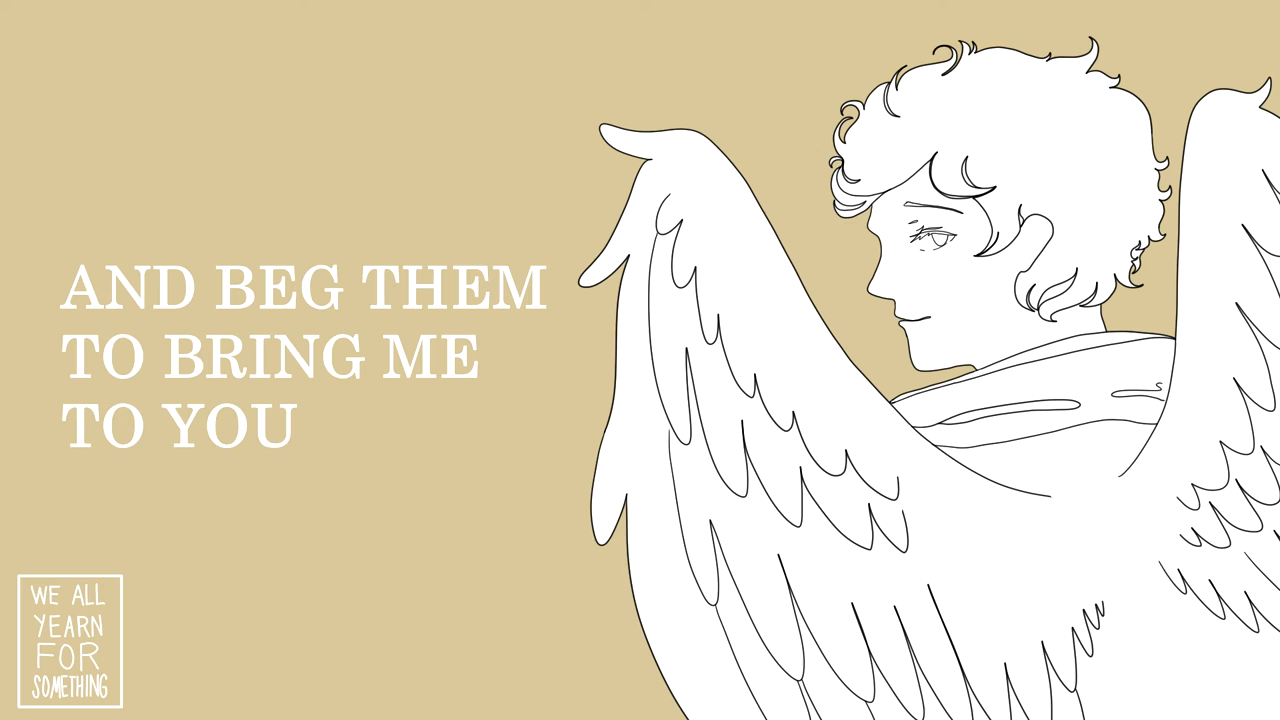 AND BEG THEM
TO BRING ME
TO YOU
WE ALL
YEARN
FOR
SOMETHING